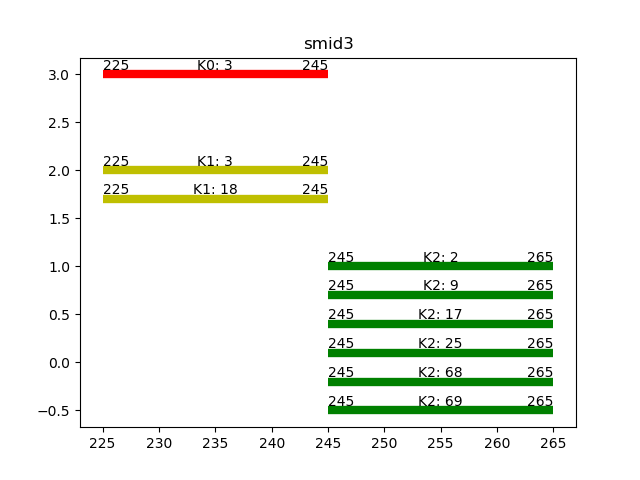 smid3
3.0
225 K0: 3 245
2.5
2.0
225 K1: 3 245
225 K1: 18 245
1.5
1.0
245 K2: 2 265
245 K2: 9 265
0.5
245 K2: 17 265
245 K2: 25 265
0.0
245 K2: 68 265
245 K2: 69 265
−0.5
225 230 235 240 245 250 255 260 265